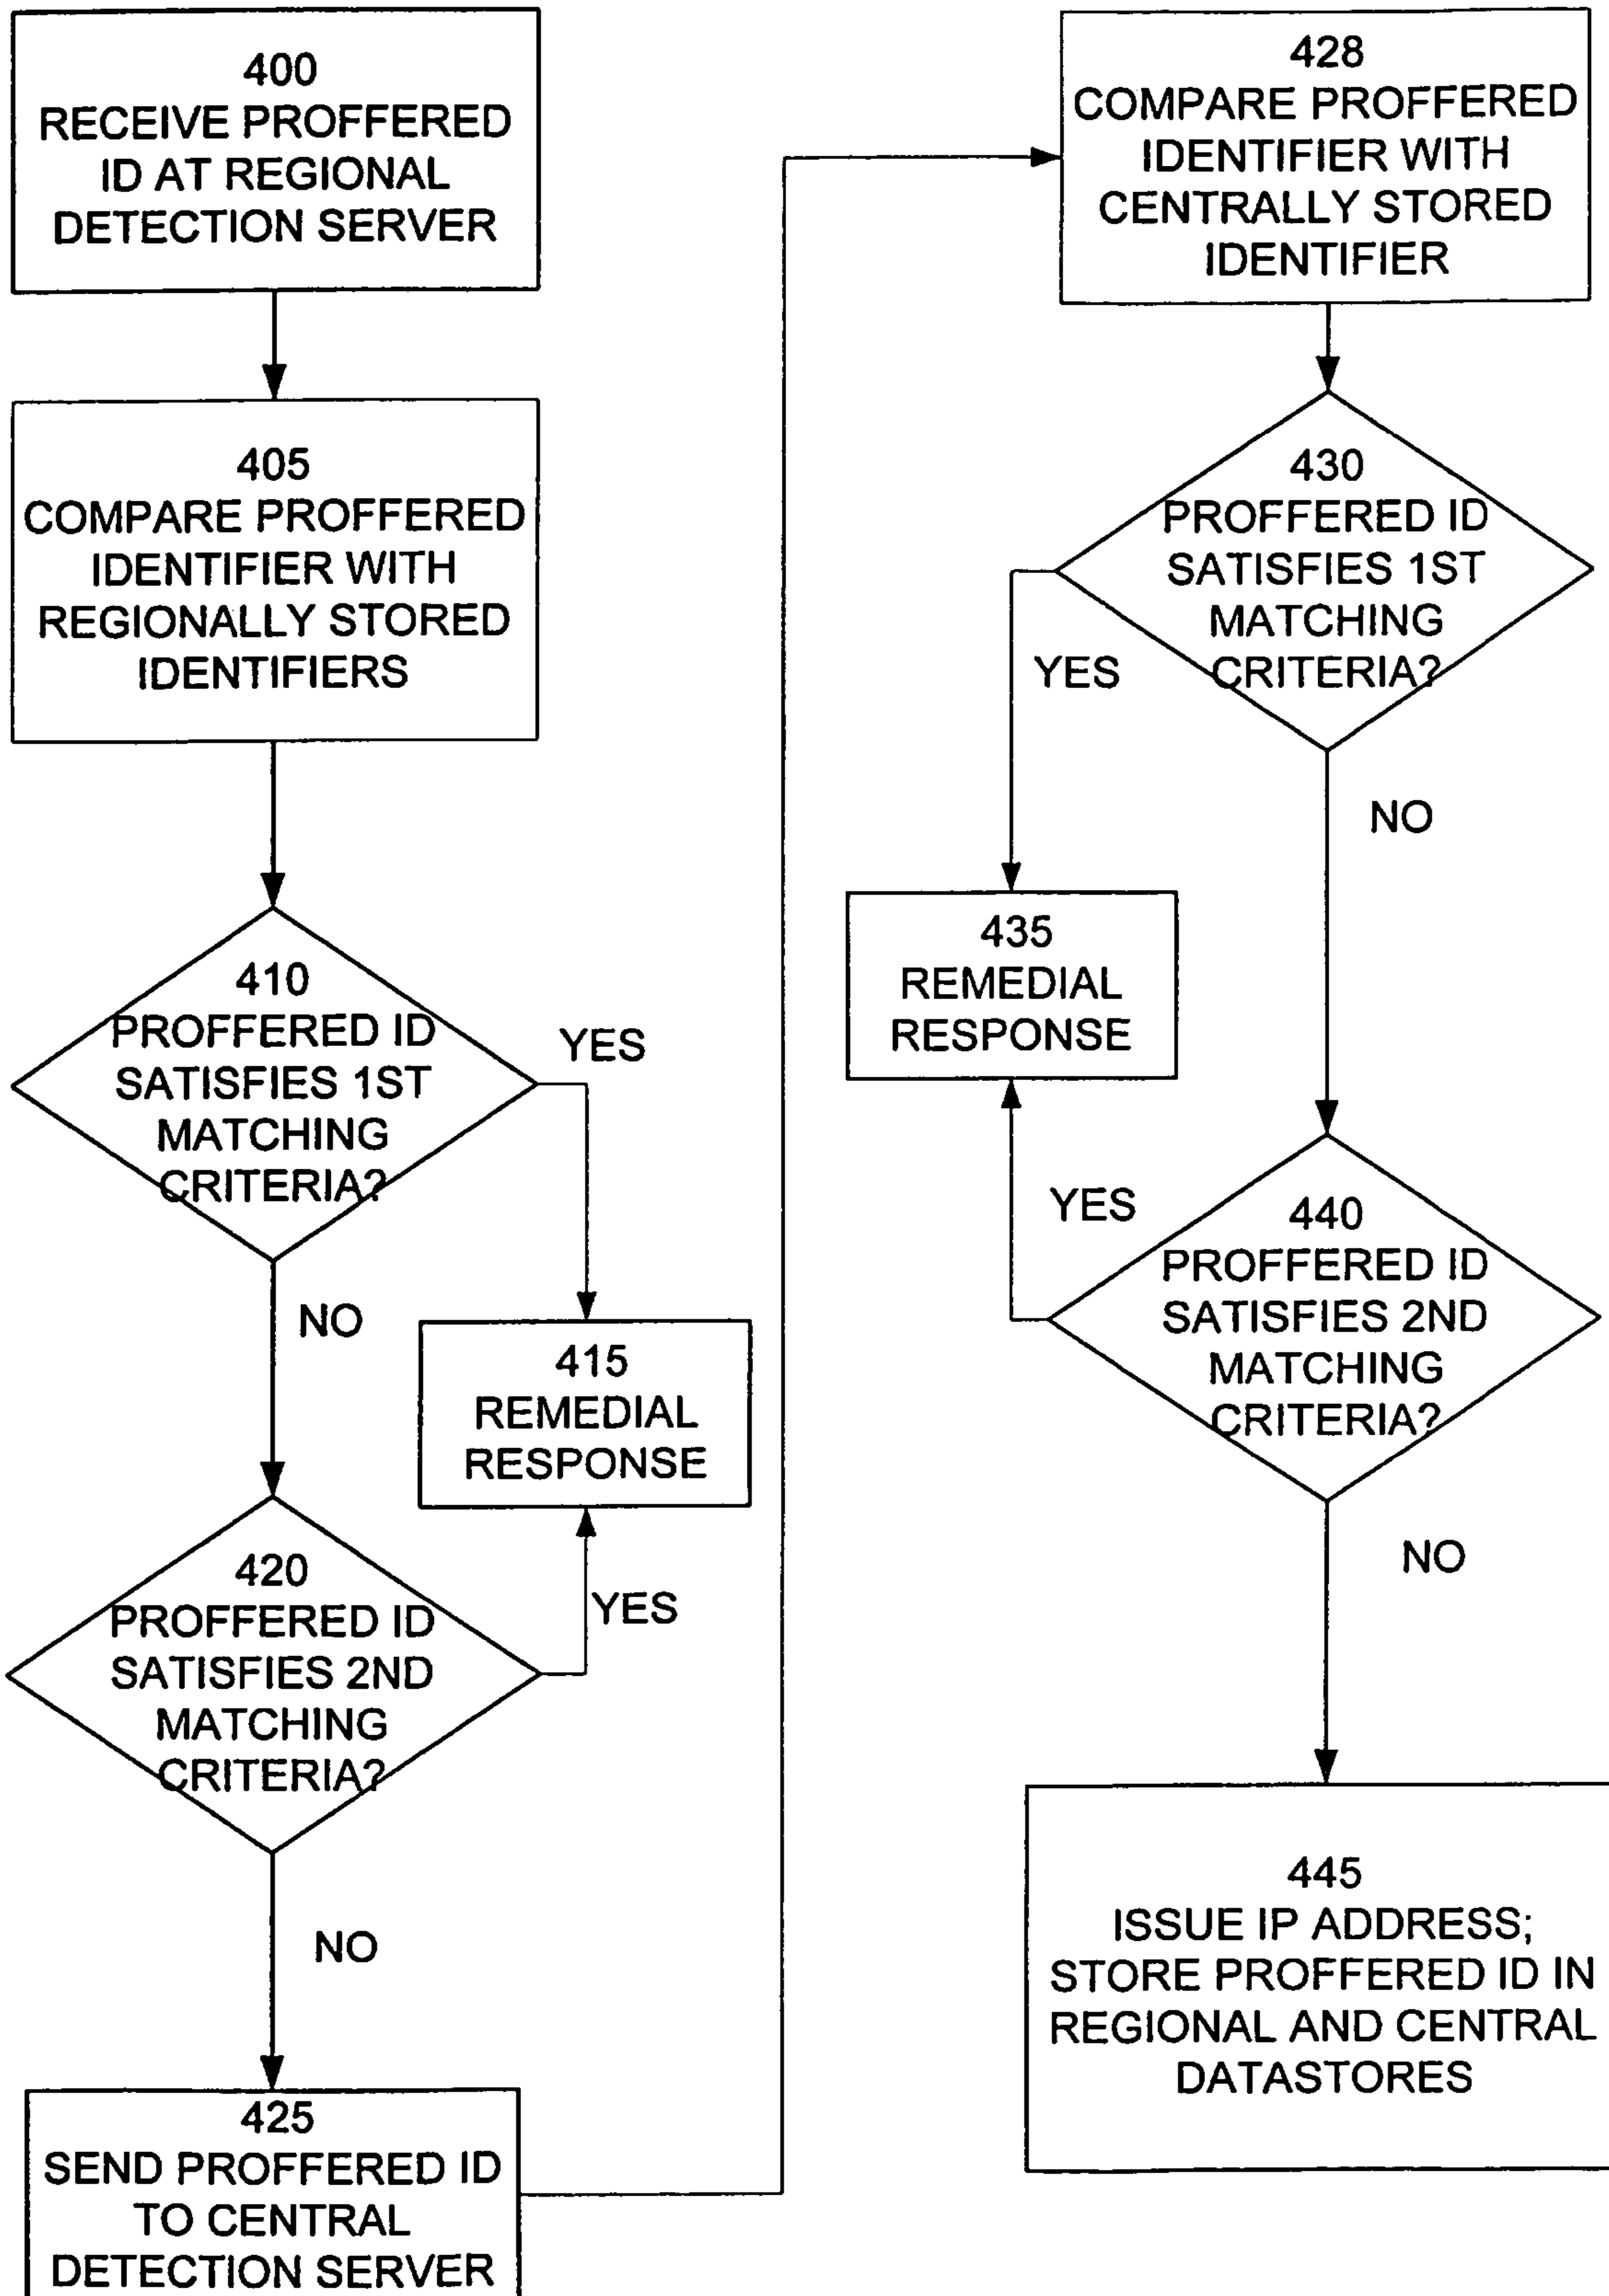 400
RECEIVE PROFFERED
ID AT REGIONAL
DETECTION SERVER
405
COMPARE PROFFERED
IDENTIFIER WITH
REGIONALLY STORED
IDENTIFIERS
410
PROFFERED ID
SATISFIES 1ST
MATCHING
CRITERIA?
YES
NO
415
REMEDIAL
RESPONSE
420
PROFFERED ID
SATISFIES 2ND
MATCHING
CRITERIA?
YES
NO
425
SEND PROFFERED ID
TO CENTRAL
DETECTION SERVER
428
COMPARE PROFFERED
IDENTIFIER WITH
CENTRALLY STORED
IDENTIFIER
430
PROFFERED ID
SATISFIES 1ST
MATCHING
CRITERIA?
YES
NO
435
REMEDIAL
RESPONSE
YES
440
PROFFERED ID
SATISFIES 2ND
MATCHING
CRITERIA?
NO
445
ISSUE IP ADDRESS;
STORE PROFFERED ID IN
REGIONAL AND CENTRAL
DATASTORES